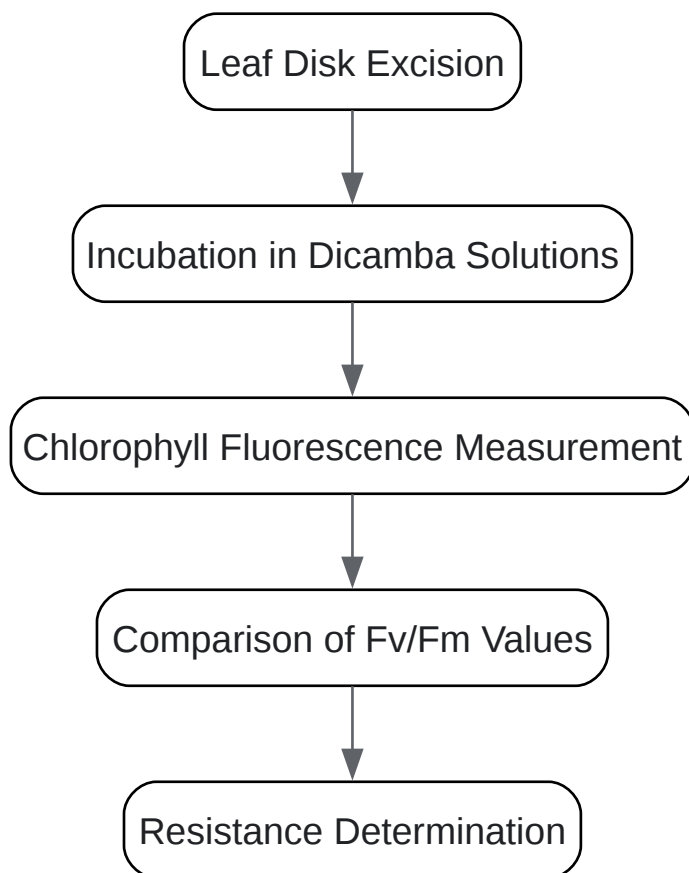 Leaf Disk Excision
Incubation in Dicamba Solutions
Chlorophyll Fluorescence Measurement
Comparison of Fv/Fm Values
Resistance Determination